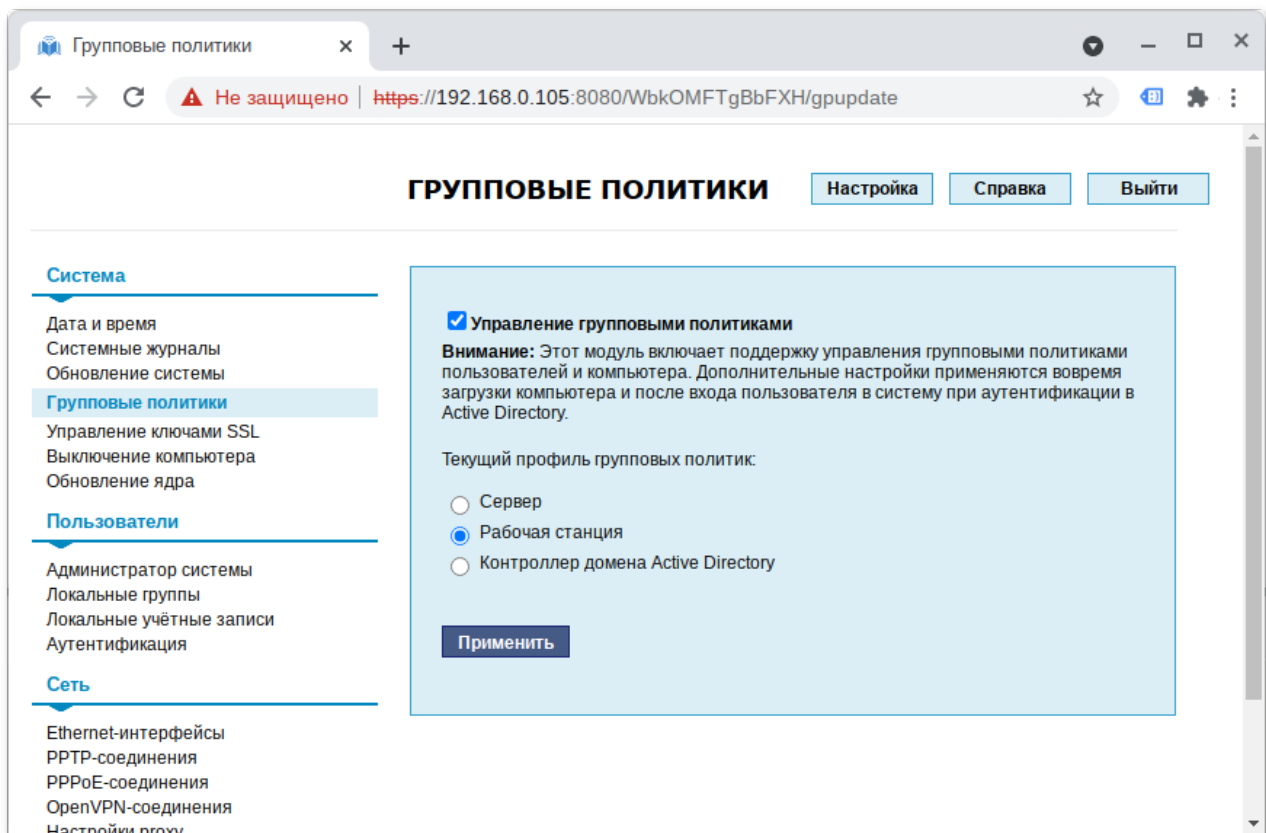 Групповые политики
Не защищено
https://192.168.0.105:8080/WbkOMFTgBbFXH/gpupdate
ГРУППОВЫЕ ПОЛИТИКИ
Настройка
Справка
Выйти
Система
Дата и время
Системные журналы
Обновление системы
Групповые политики
Управление ключами SSL
Выключение компьютера
Обновление ядра
Пользователи
Администратор системы
Локальные группы
Локальные учётные записи
Аутентификация
Сеть
Ethernet-интерфейсы
PPTP-соединения
PPPoE-соединения
OpenVPN-соединения
Настройки proxy
Управление групповыми политиками
Внимание: Этот модуль включает поддержку управления групповыми политиками
пользователей и компьютера. Дополнительные настройки применяются вовремя
загрузки компьютера и после входа пользователя в систему при аутентификации в
Active Directory.
Текущий профиль групповых политик:
Сервер
Рабочая станция
Контроллер домена Active Directory
Применить